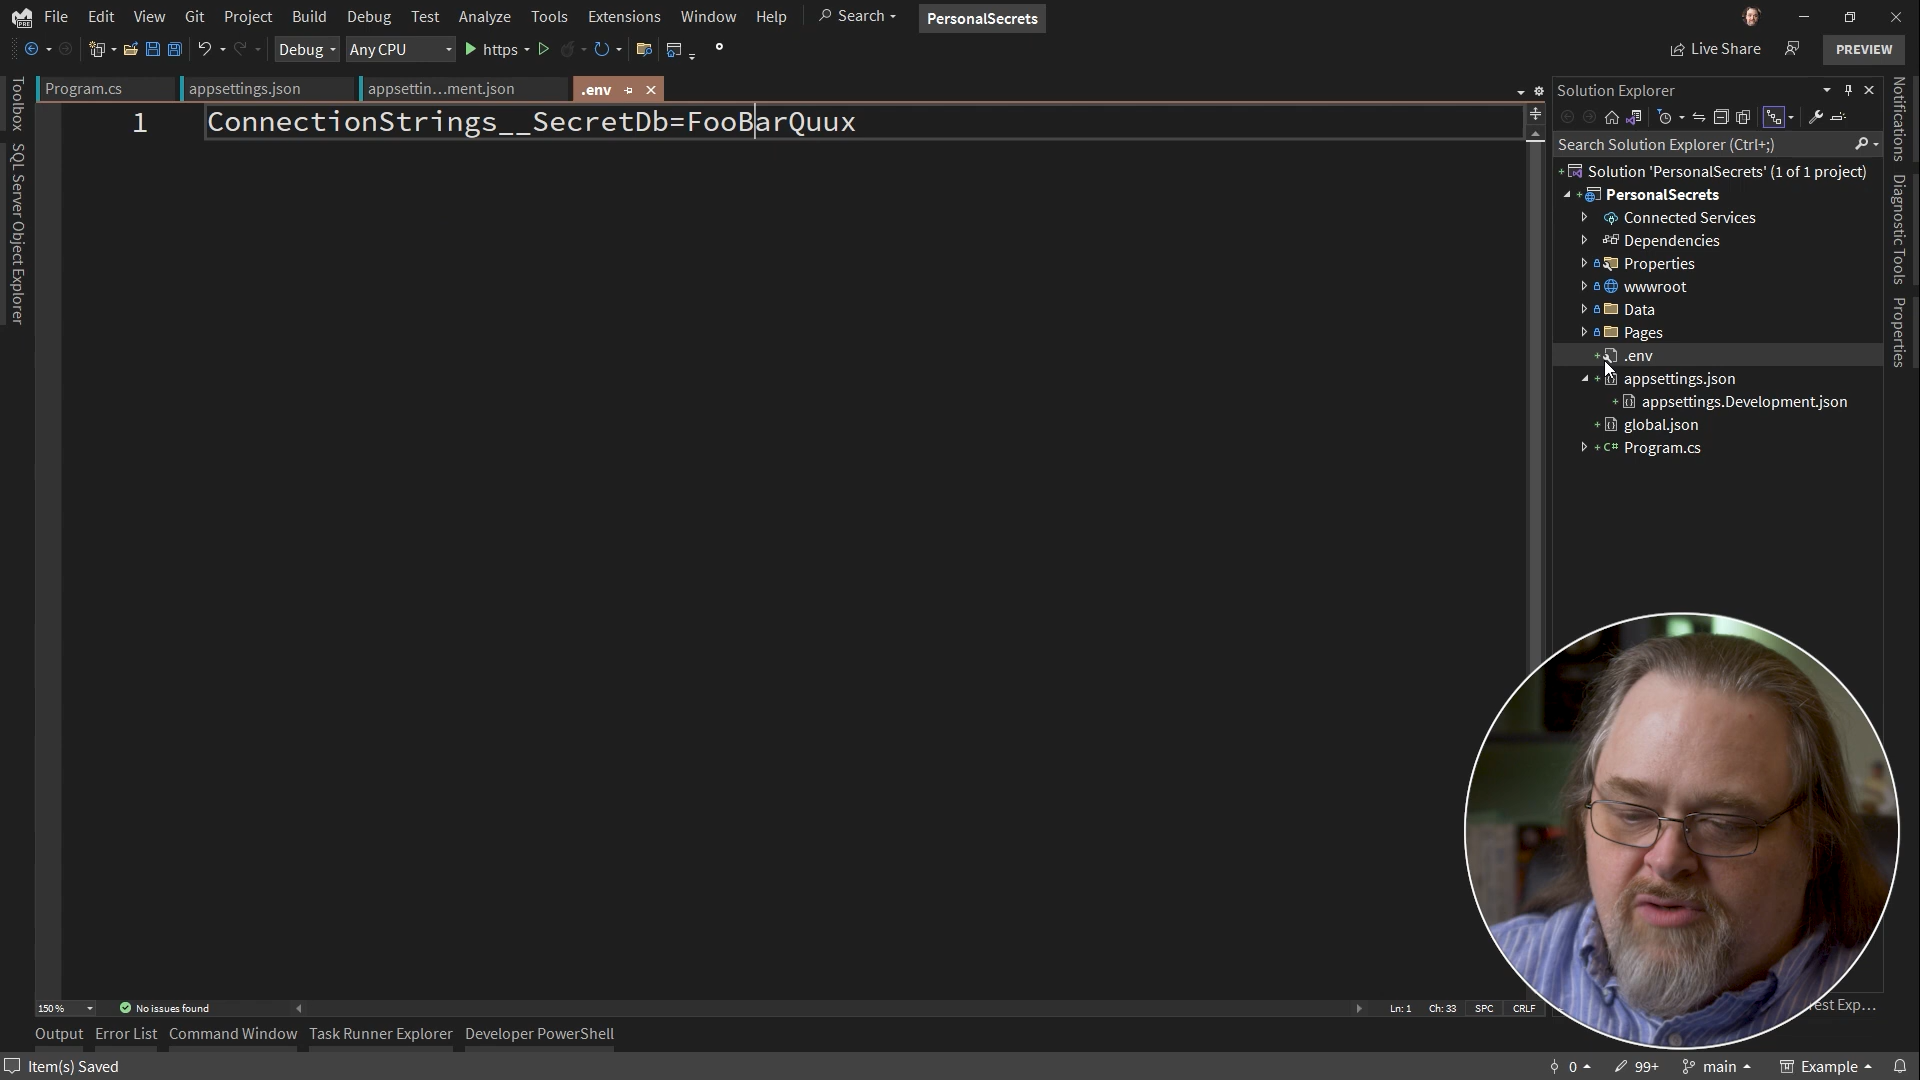 File Edit View Git Project Build Debug Test Analyze Tools Extensions Window Help Search PersonalSecrets
Debug Any CPU https Live Share PREVIEW
Program.cs appsettings.json appsettin...ment.json .env
1 ConnectionStrings__SecretDb=FooBarQuux
Toolbox
SQL Server Object Explorer
Solution Explorer
Search Solution Explorer (Ctrl+;)
Solution 'PersonalSecrets' (1 of 1 project)
PersonalSecrets
Connected Services
Dependencies
Properties
wwwroot
Data
Pages
.env
appsettings.json
appsettings.Development.json
global.json
C# Program.cs
Notifications
Diagnostic Tools
Properties
150 % No issues found Ln: 1 Ch: 33 SPC CRLF
Output Error List Command Window Task Runner Explorer Developer PowerShell
Item(s) Saved 0 99+ main Example